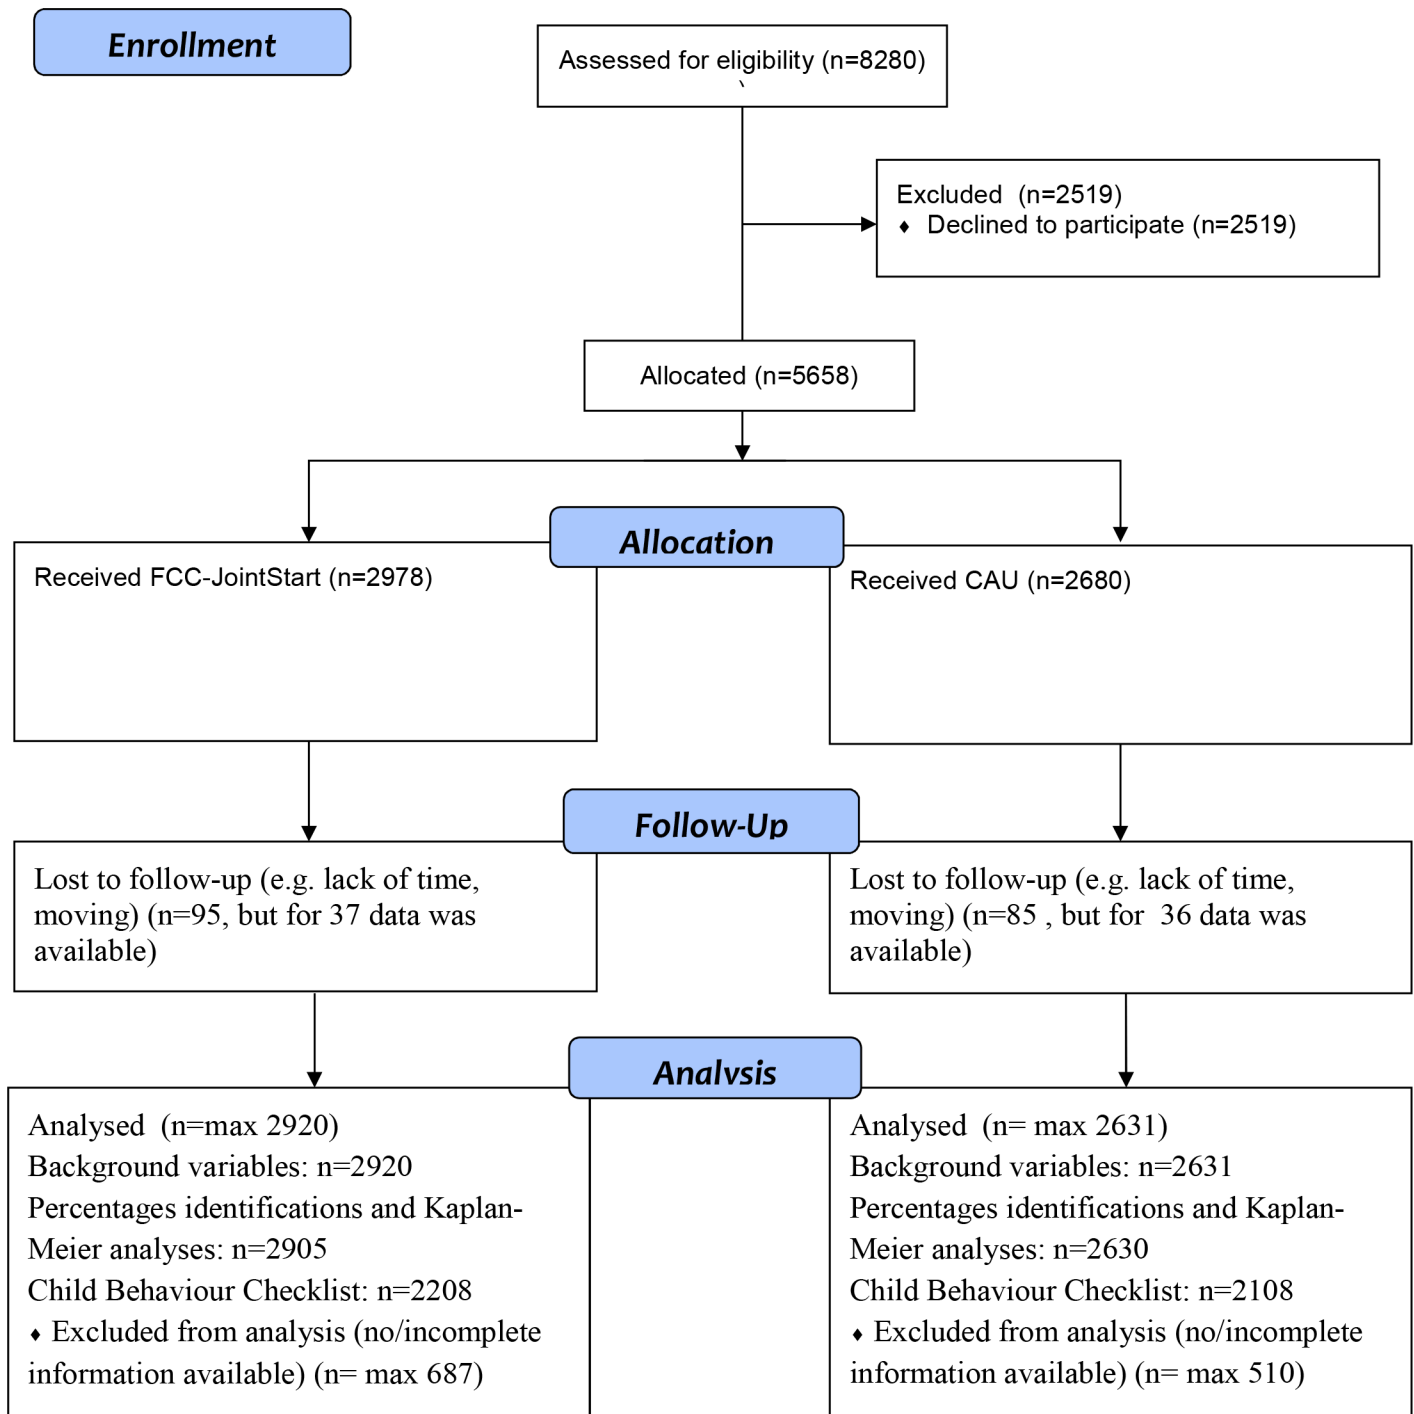 Enrollment
Assessed for eligibility (n=8280)
Excluded (n=2519)
♦ Declined to participate (n=2519)
Allocated (n=5658)
Allocation
Received FCC-JointStart (n=2978)
Received CAU (n=2680)
Follow-Up
Lost to follow-up (e.g. lack of time,
moving) (n=95, but for 37 data was
available)
Lost to follow-up (e.g. lack of time,
moving) (n=85 , but for 36 data was
available)
Analysis
Analysed (n=max 2920)
Background variables: n=2920
Percentages identifications and Kaplan-
Meier analyses: n=2905
Child Behaviour Checklist: n=2208
♦ Excluded from analysis (no/incomplete
information available) (n= max 687)
Analysed (n= max 2631)
Background variables: n=2631
Percentages identifications and Kaplan-
Meier analyses: n=2630
Child Behaviour Checklist: n=2108
♦ Excluded from analysis (no/incomplete
information available) (n= max 510)